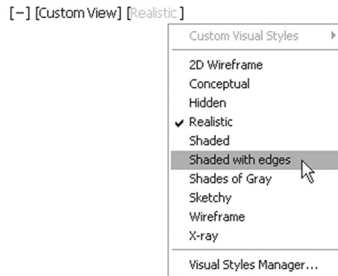 [−] [Custom View] [Realistic]
Custom Visual Styles
2D Wireframe
Conceptual
Hidden
Realistic
Shaded
Shaded with edges
Shades of Gray
Sketchy
Wireframe
X-ray
Visual Styles Manager...